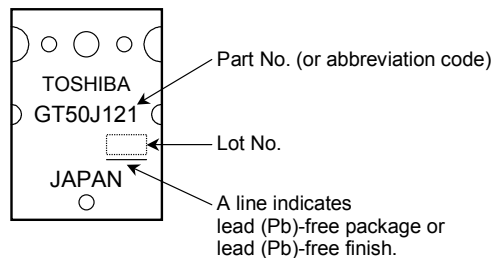 Part No. (or abbreviation code)
TOSHIBA
GT50J121
Lot No.
JAPAN
A line indicates
lead (Pb)-free package or
lead (Pb)-free finish.